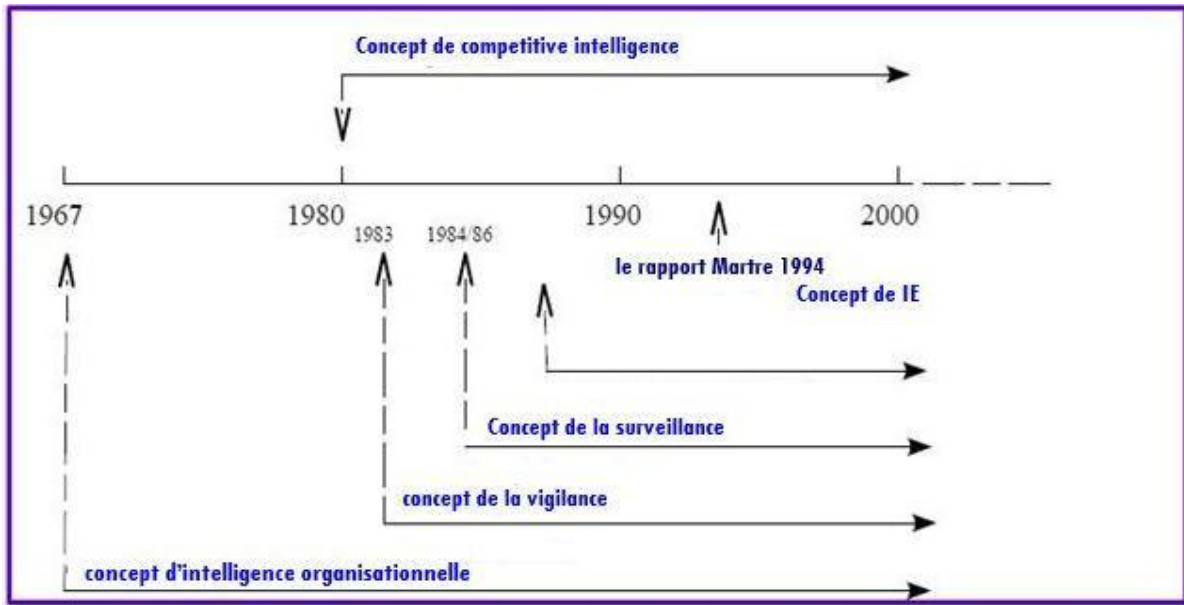 Concept de competitive intelligence
1967
1980
1990
2000
1983
1984/86
le rapport Martre 1994
Concept de IE
Concept de la surveillance
concept de la vigilance
concept d'intelligence organisationnelle